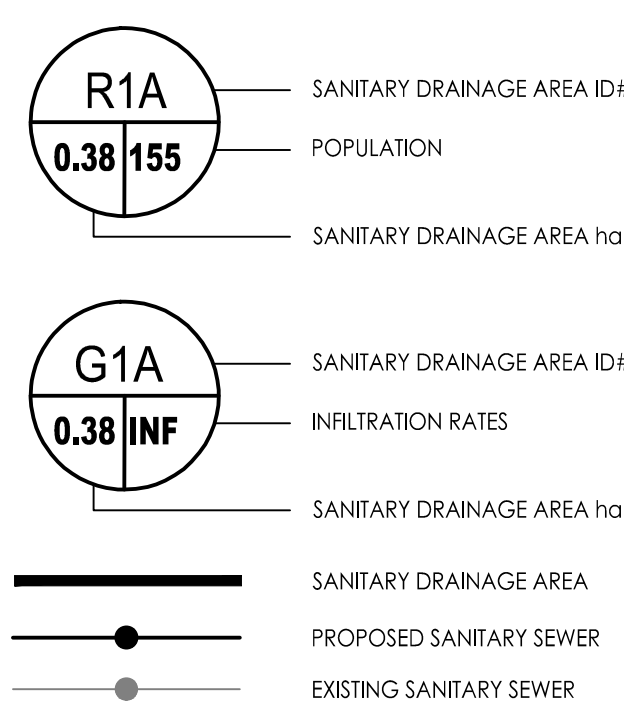 R1A
SANITARY DRAINAGE AREA ID#
0.38 155
POPULATION
SANITARY DRAINAGE AREA ha
G1A
SANITARY DRAINAGE AREA ID#
0.38 INF
INFILTRATION RATES
SANITARY DRAINAGE AREA ha
SANITARY DRAINAGE AREA
PROPOSED SANITARY SEWER
EXISTING SANITARY SEWER